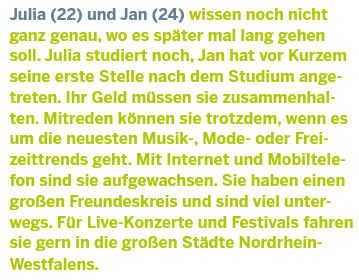 Julia (22) und Jan (24) wissen noch nicht
ganz genau, wo es später mal lang gehen
soll. Julia studiert noch, Jan hat vor Kurzem
seine erste Stelle nach dem Studium ange-
treten. Ihr Geld müssen sie zusammenhal-
ten. Mitreden können sie trotzdem, wenn es
um die neuesten Musik-, Mode- oder Frei-
zeittrends geht. Mit Internet und Mobiltele-
fon sind sie aufgewachsen. Sie haben einen
großen Freundeskreis und sind viel unter-
wegs. Für Live-Konzerte und Festivals fahren
sie gern in die großen Städte Nordrhein-
Westfalens.